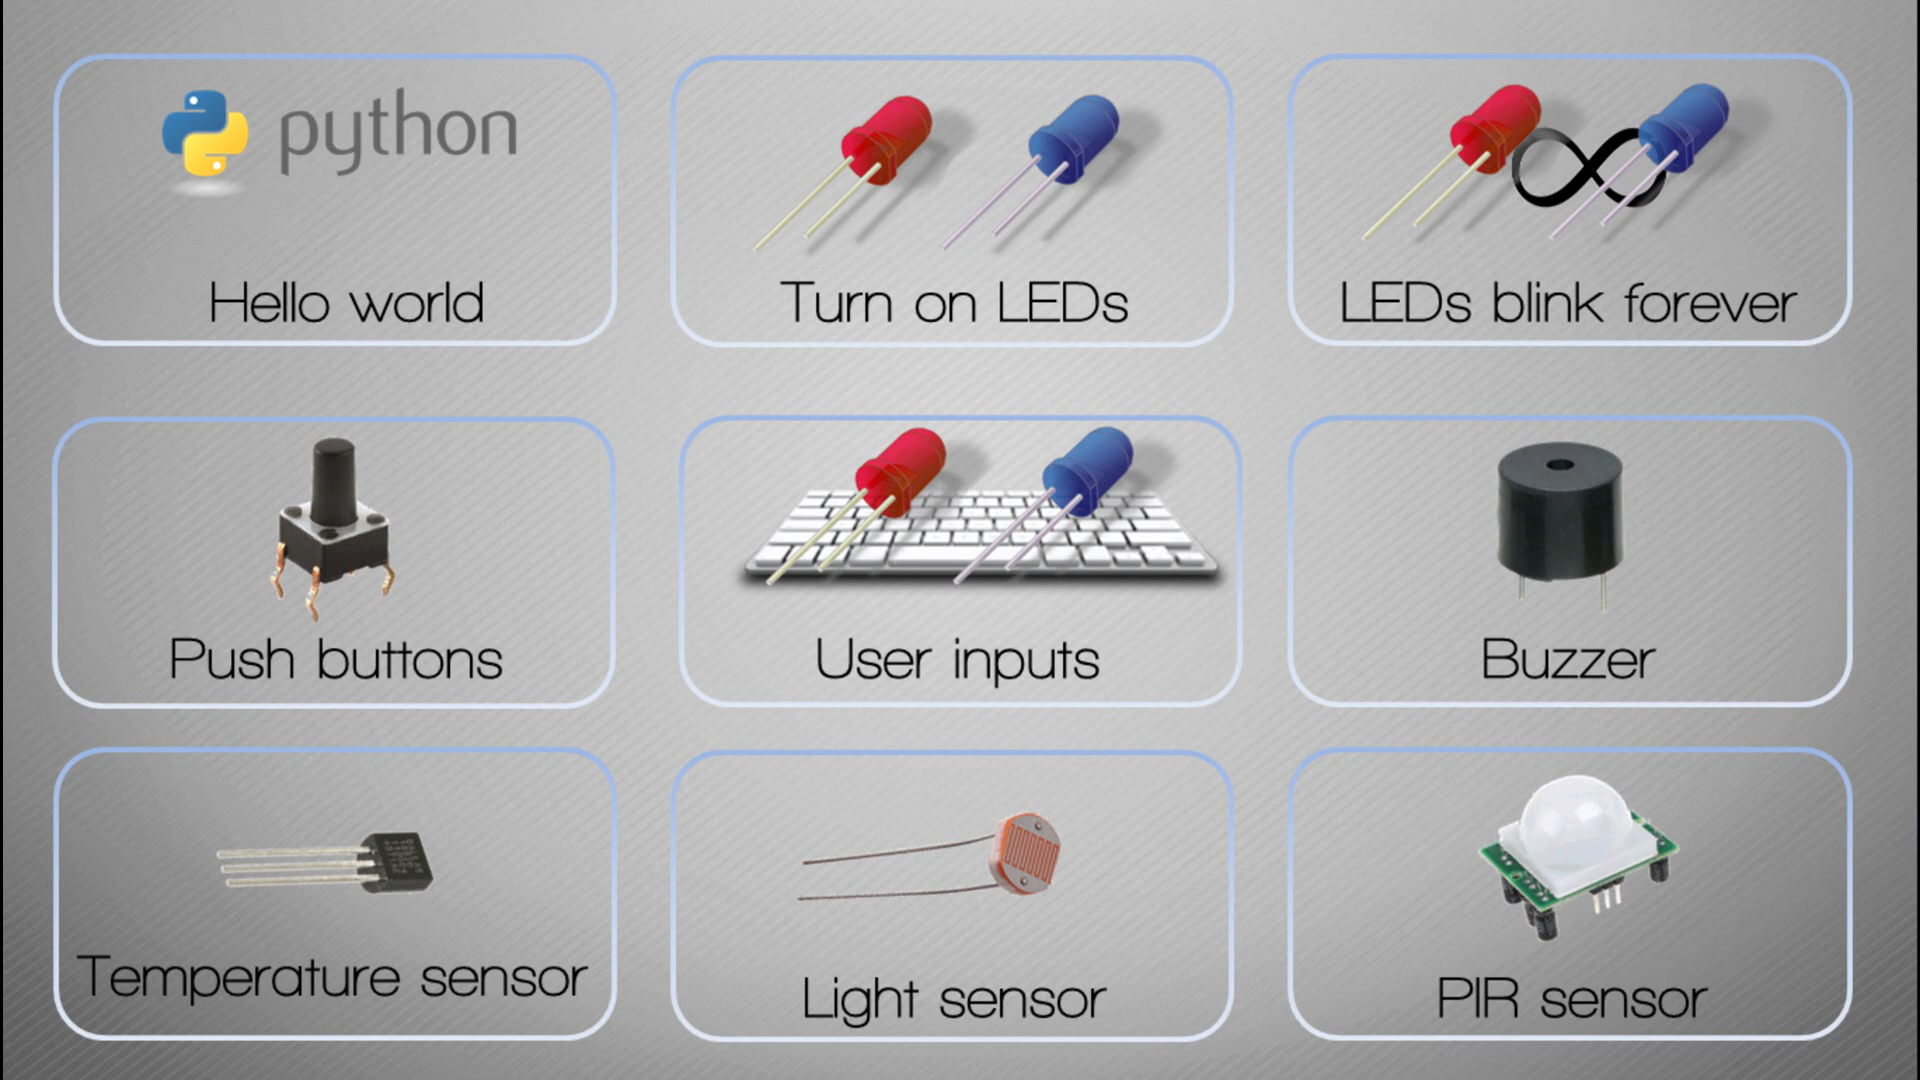 python
Hello world
Turn on LEDs
LEDs blink forever
Push buttons
User inputs
Buzzer
Temperature sensor
Light sensor
PIR sensor